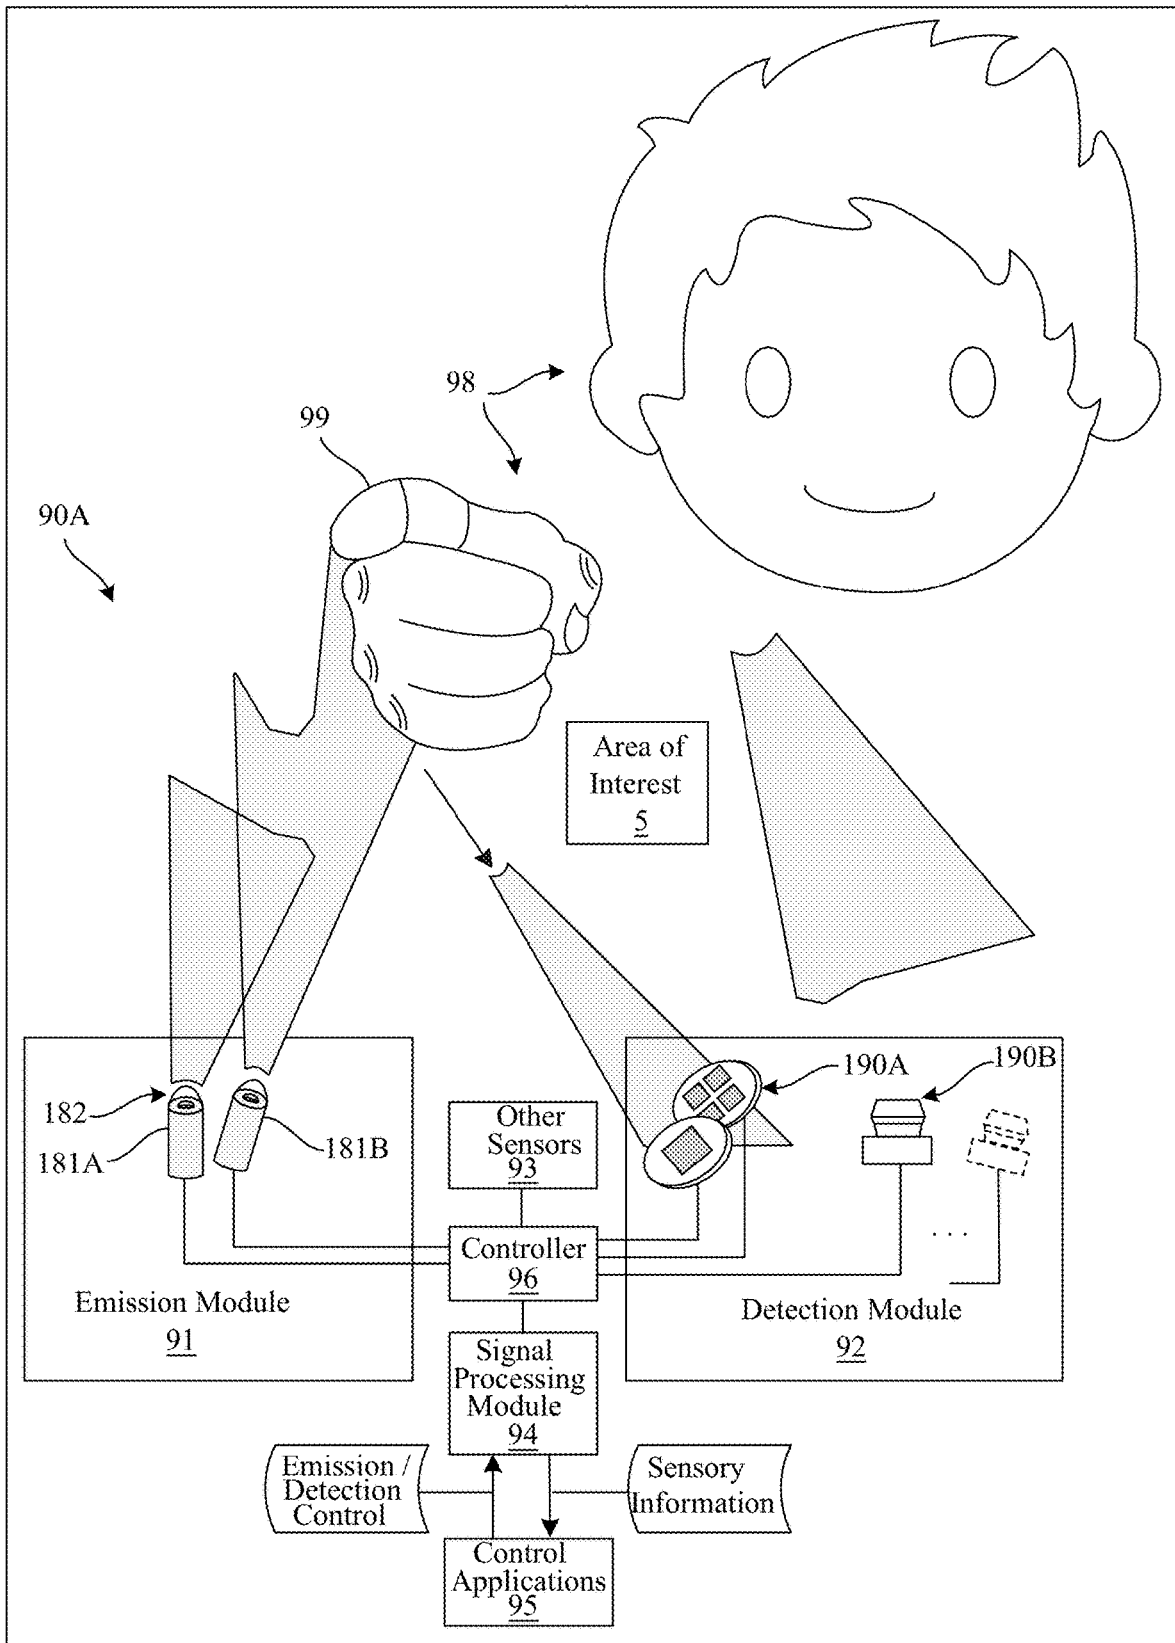 98
99
90A
Area of
Interest
5
190A
190B
182
181A
181B
Other
Sensors
93
Controller
96
Emission Module
91
Detection Module
92
. . .
Signal
Processing
Module
94
Emission /
Detection
Control
Sensory
Information
Control
Applications
95